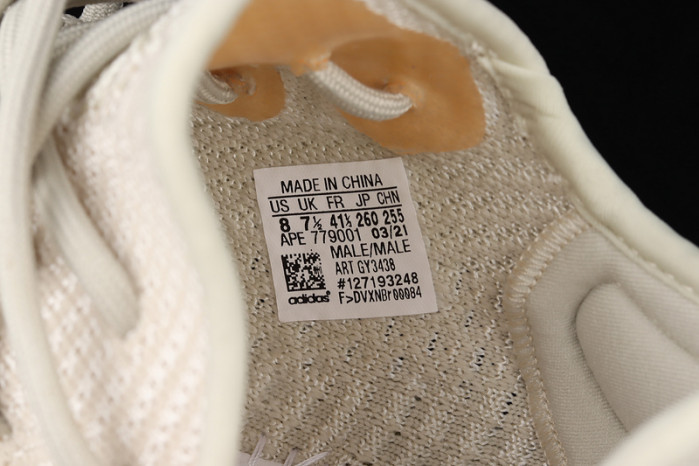 MADE IN CHINA
US UK FR JP CHN
8 7½ 41⅓ 260 255
APE 779001 03/21
MALE/MALE
ART GY3438
#127193248
adidas® F>DVXNBr00084